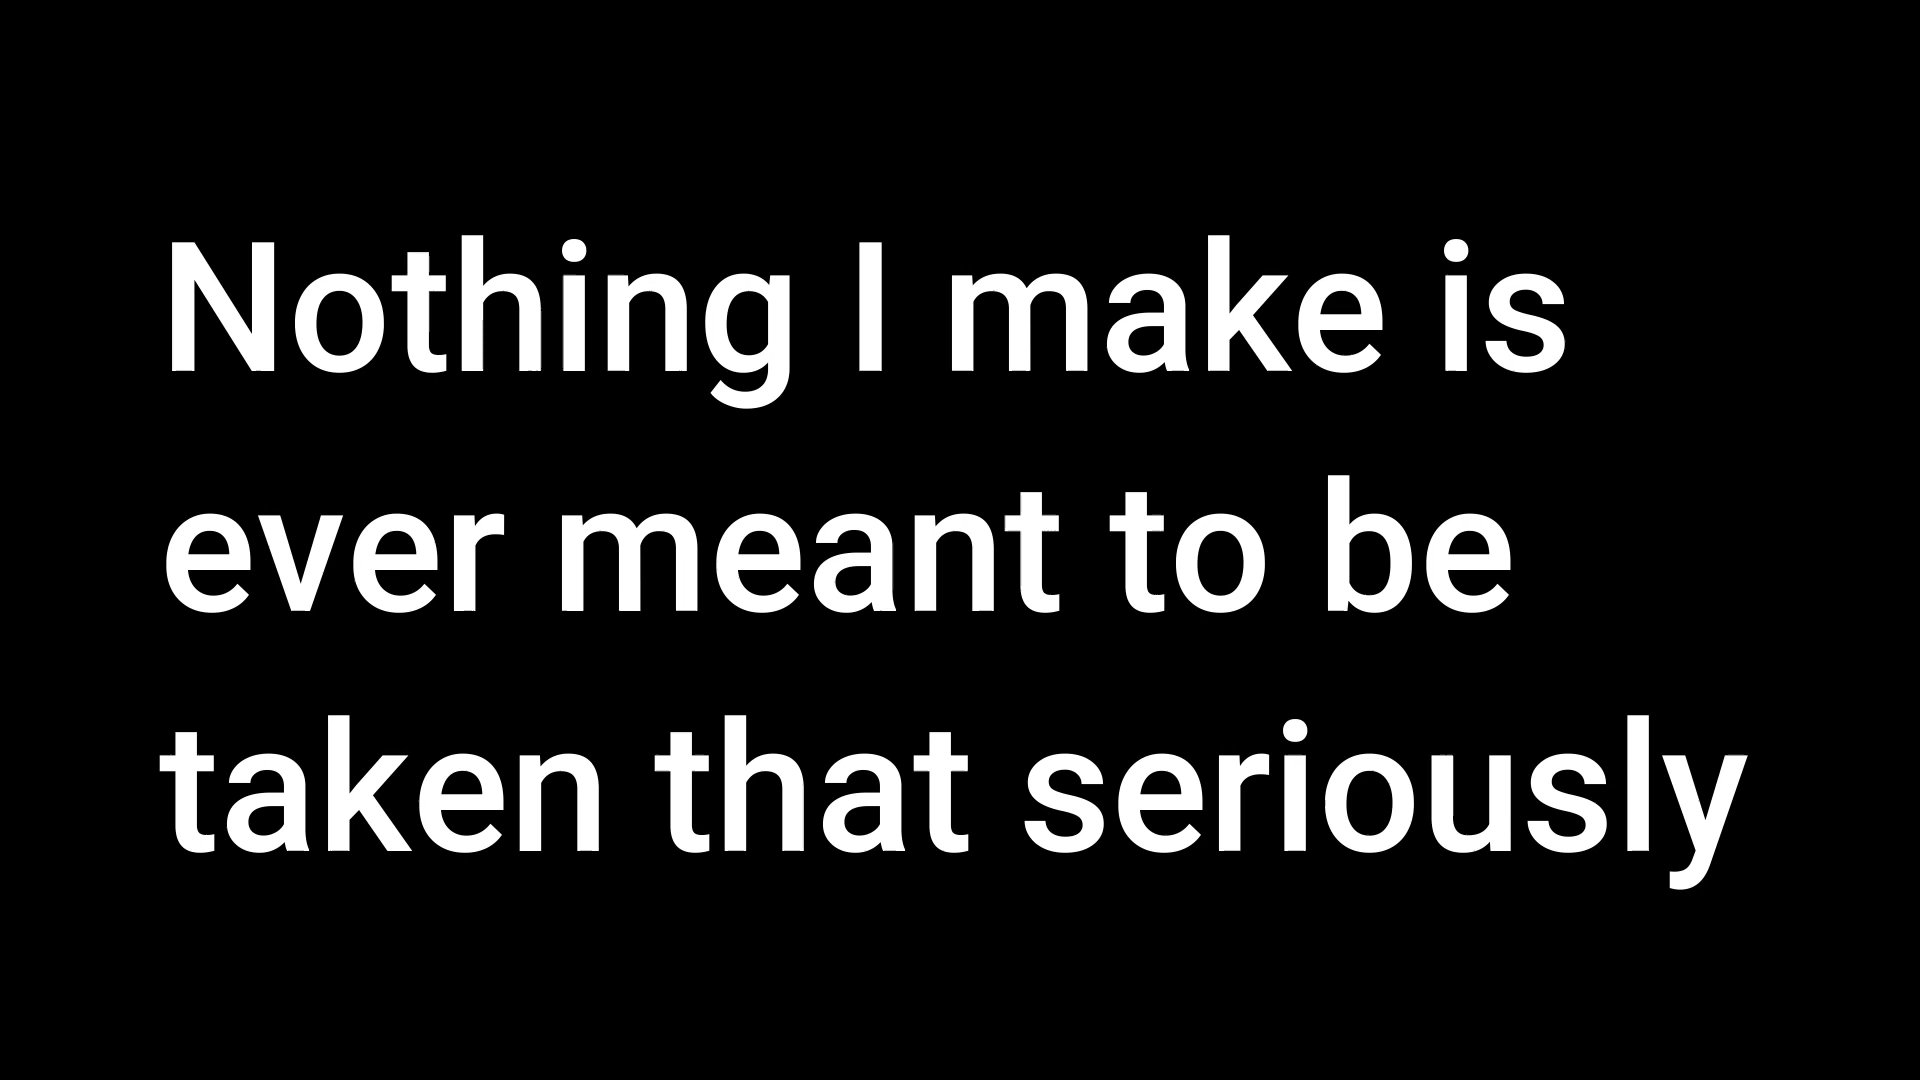 Nothing I make is
ever meant to be
taken that seriously